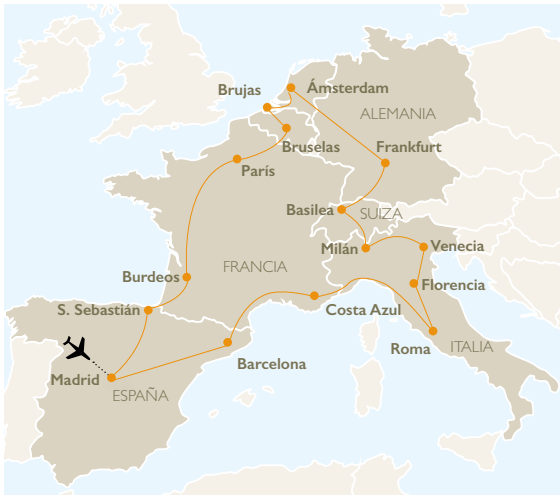 Brujas
Ámsterdam
ALEMANIA
Bruselas
Frankfurt
París
Basilea
SUIZA
Milán
Venecia
Burdeos
FRANCIA
Florencia
S. Sebastián
Costa Azul
Roma
ITALIA
Barcelona
Madrid
ESPAÑA